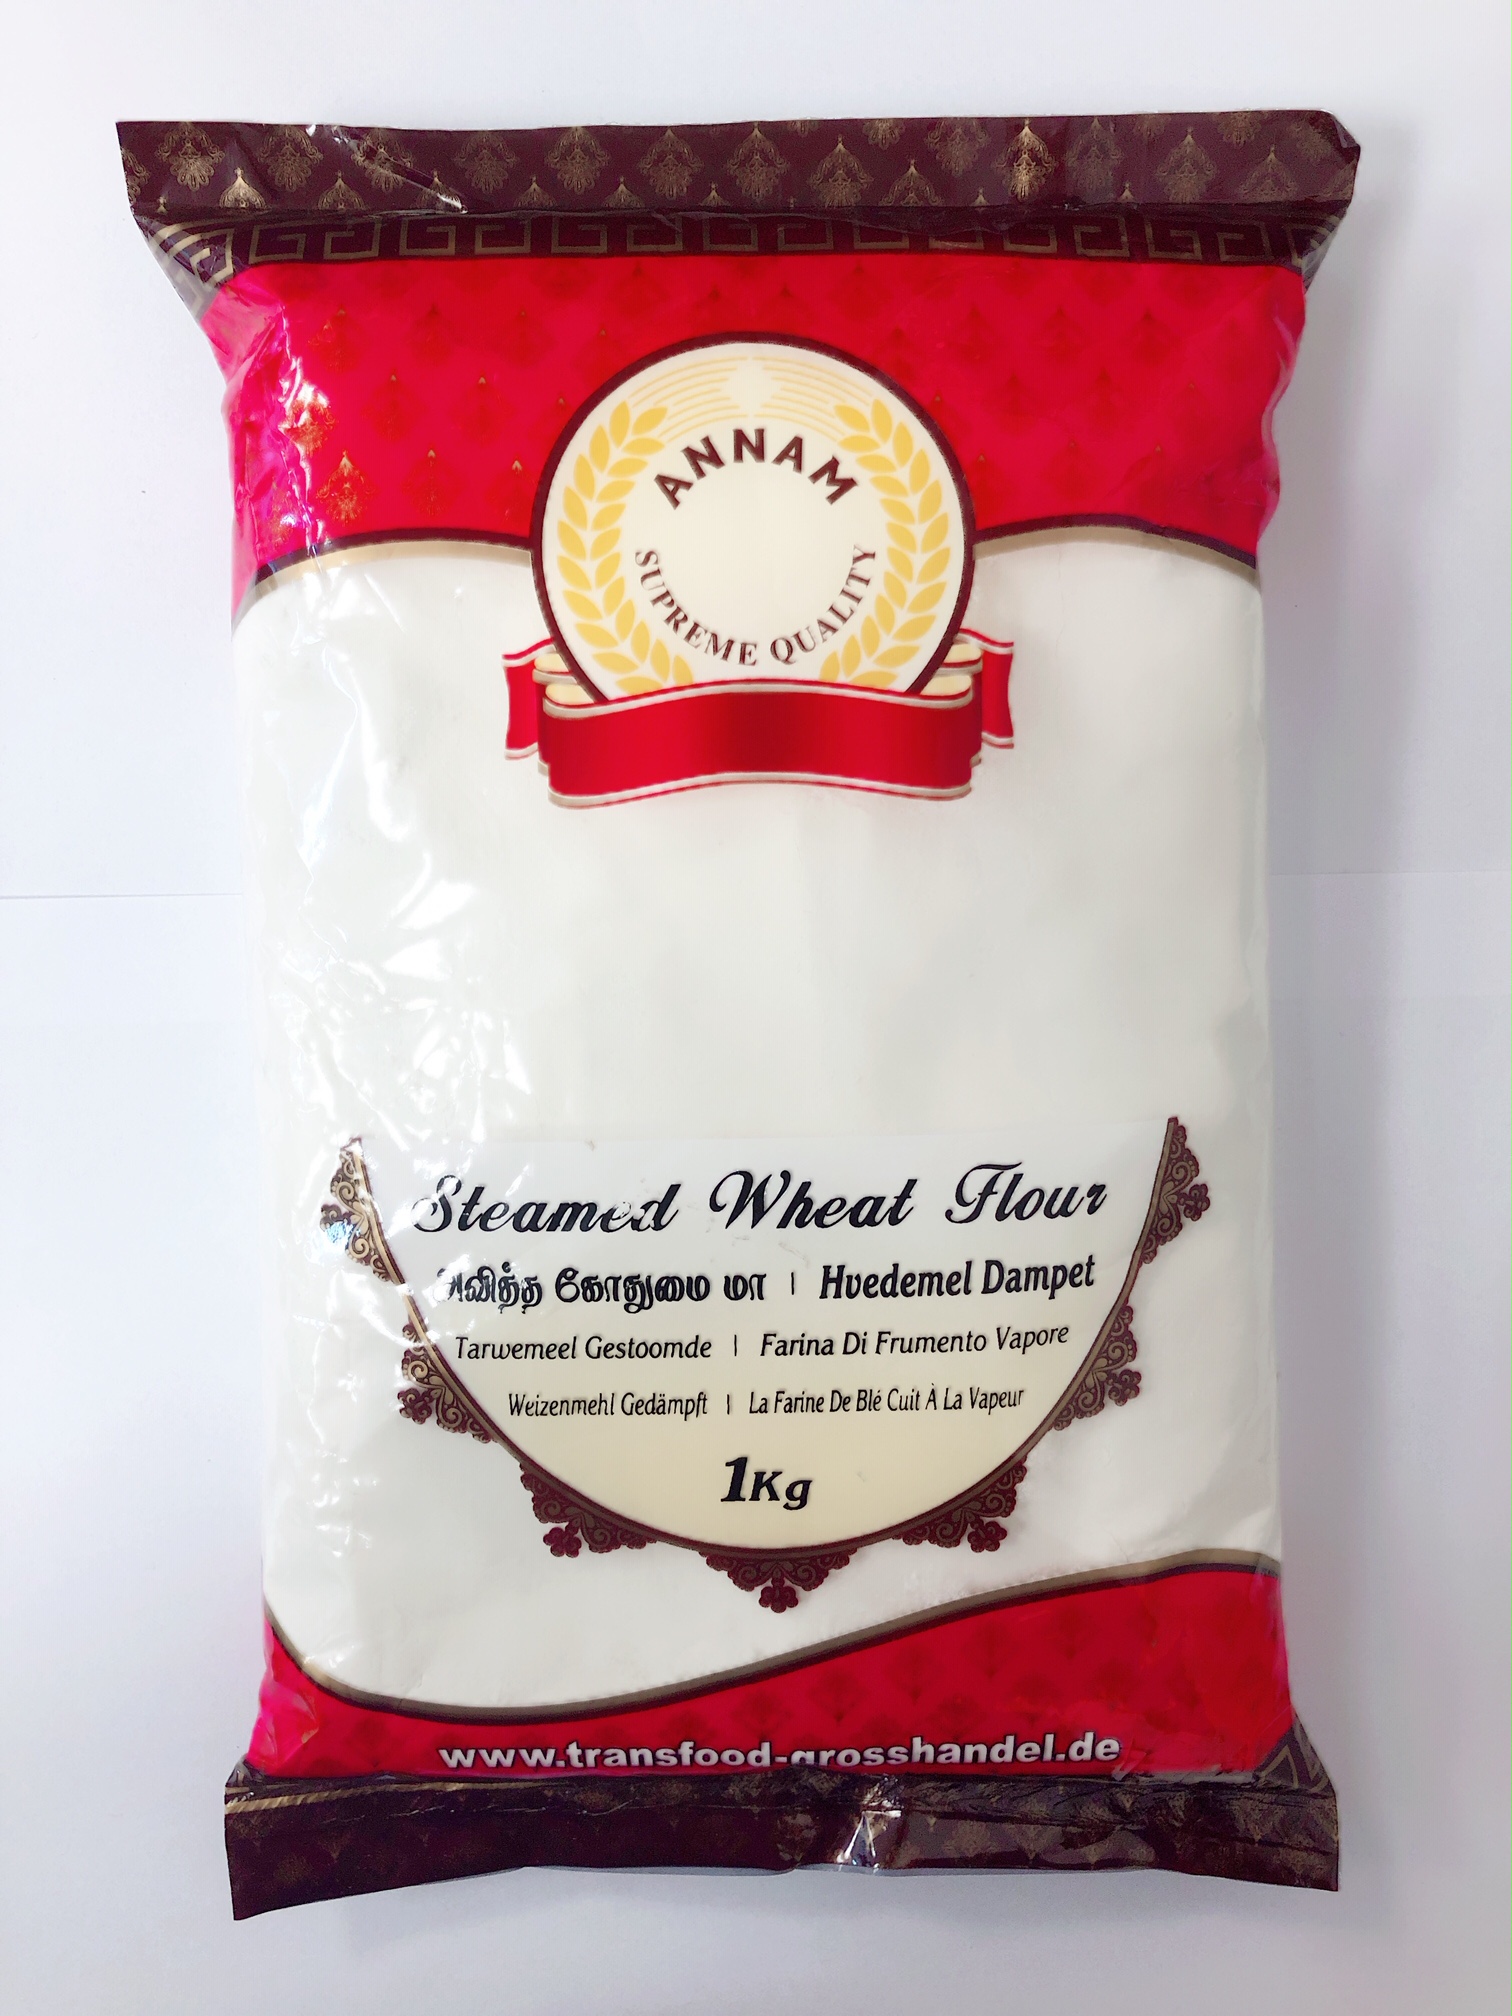 ANNAM
SUPREME QUALITY
Steamed Wheat Flour
அவித்த கோதுமை மா | Hvedemel Dampet
Tarwemeel Gestoomde | Farina Di Frumento Vapore
Weizenmehl Gedämpft | La Farine De Blé Cuit À La Vapeur
1Kg
www.transfood-grosshandel.de